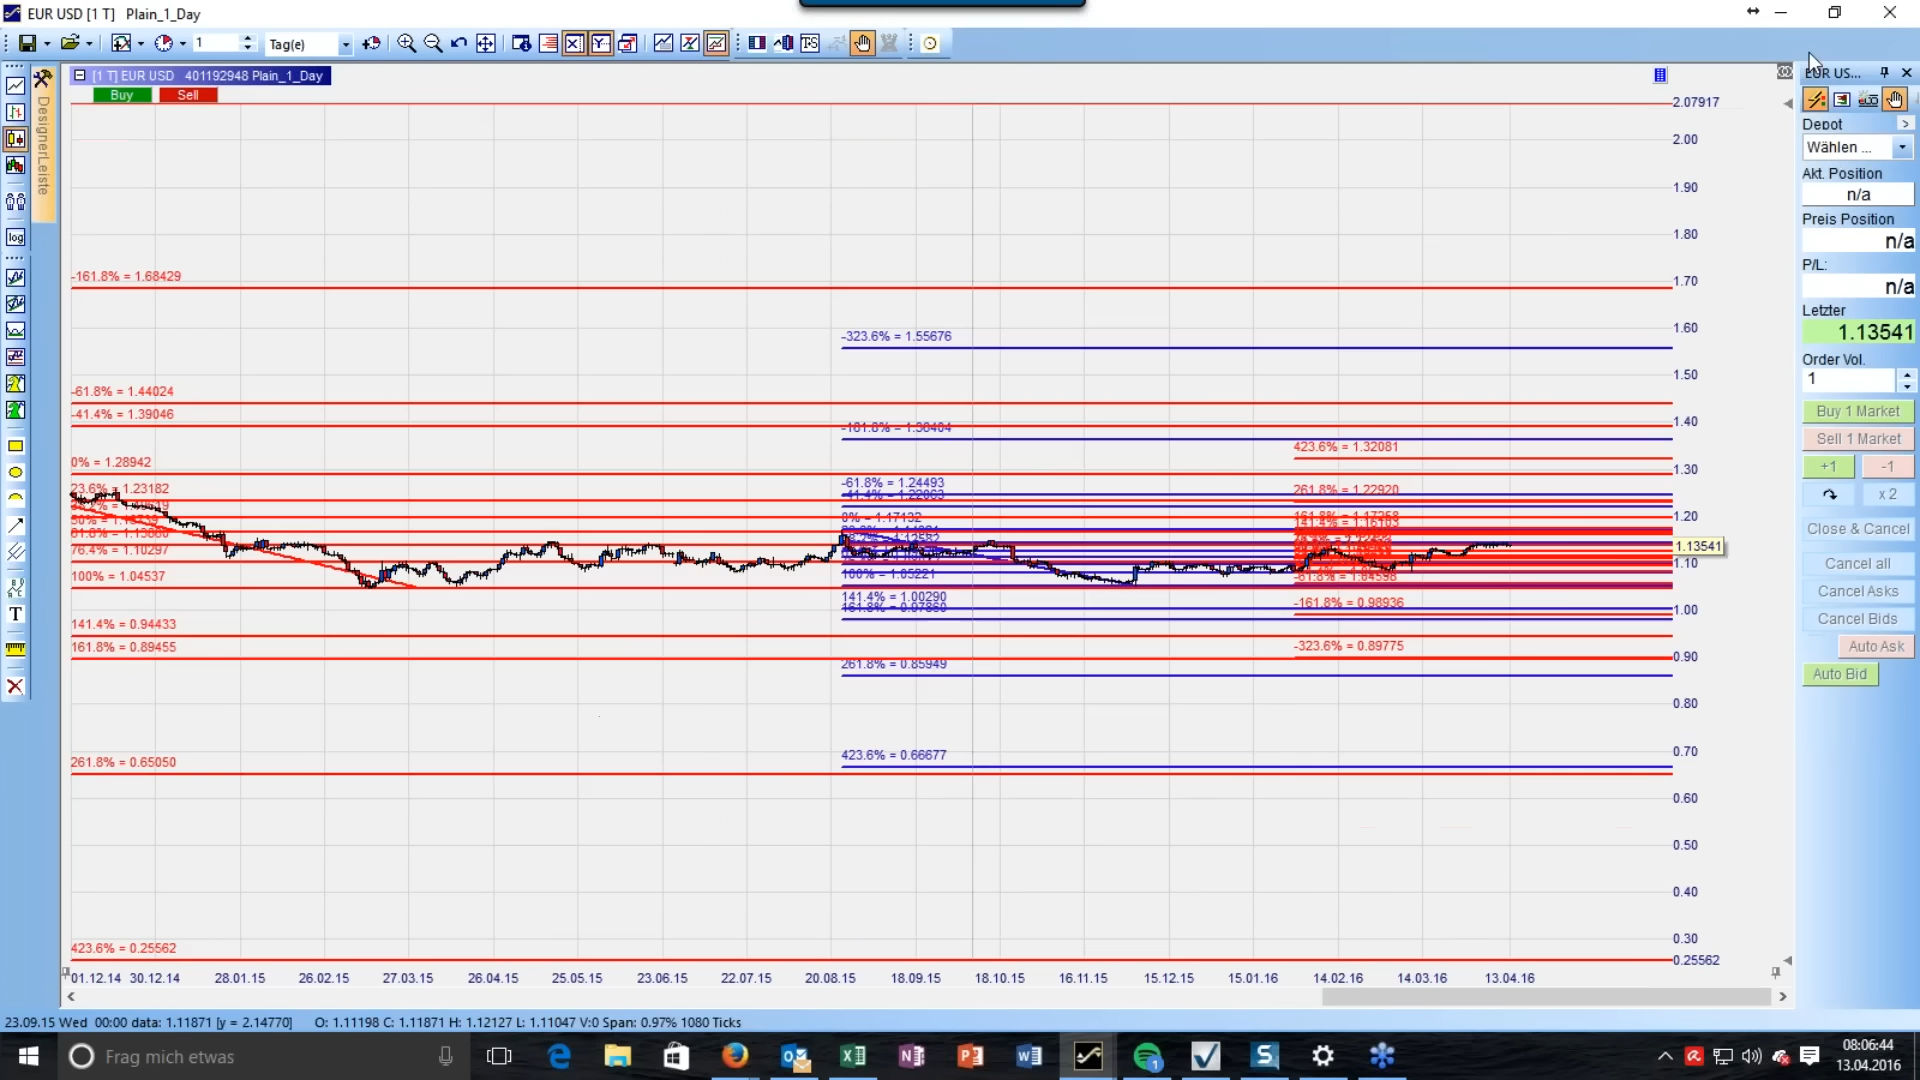 EUR USD [1 T] Plain_1_Day
1
Tag(e)
[1 T] EUR USD 401192948 Plain_1_Day
Buy
Sell
DesignerLeiste
log
T
2.07917
2.00
1.90
1.80
1.70
1.60
1.50
1.40
1.30
1.20
1.13541
1.10
1.00
0.90
0.80
0.70
0.60
0.50
0.40
0.30
0.25562
-161.8% = 1.68429
-61.8% = 1.44024
-41.4% = 1.39046
0% = 1.28942
23.6% = 1.23182
76.4% = 1.10297
100% = 1.04537
141.4% = 0.94433
161.8% = 0.89455
261.8% = 0.65050
423.6% = 0.25562
-323.6% = 1.55676
-61.8% = 1.24493
0% = 1.17132
100% = 1.05221
141.4% = 1.00290
261.8% = 0.85949
423.6% = 0.66677
423.6% = 1.32081
261.8% = 1.22920
-161.8% = 0.98936
-323.6% = 0.89775
01.12.14 30.12.14 28.01.15 26.02.15 27.03.15 26.04.15 25.05.15 23.06.15 22.07.15 20.08.15 18.09.15 18.10.15 16.11.15 15.12.15 15.01.16 14.02.16 14.03.16 13.04.16
EUR US...
Depot
Wählen ...
Akt. Position
n/a
Preis Position
n/a
P/L:
n/a
Letzter
1.13541
Order Vol.
1
Buy 1 Market
Sell 1 Market
+1 -1
x 2
Close & Cancel
Cancel all
Cancel Asks
Cancel Bids
Auto Ask
Auto Bid
23.09.15 Wed 00:00 data: 1.11871 [y = 2.14770] O: 1.11198 C: 1.11871 H: 1.12127 L: 1.11047 V:0 Span: 0.97% 1080 Ticks
Frag mich etwas
08:06:44
13.04.2016